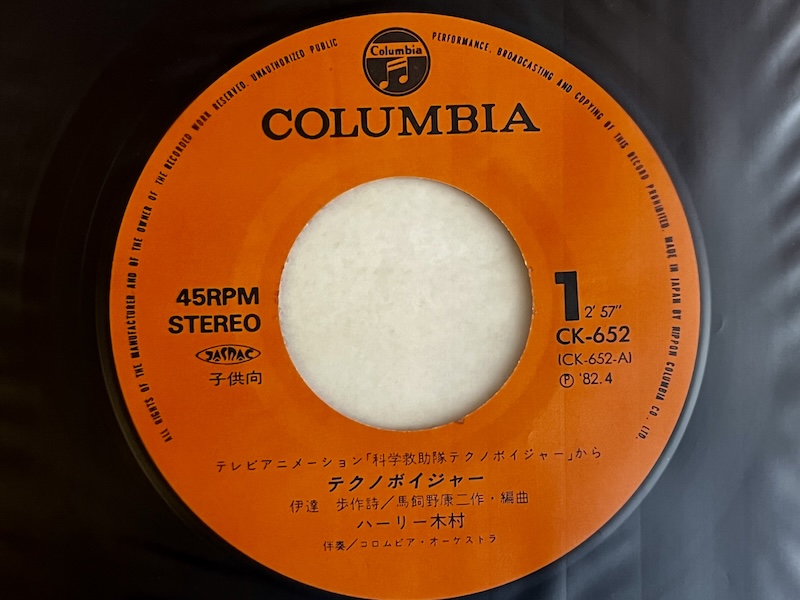 ALL RIGHTS OF THE MANUFACTURER AND OF THE OWNER OF THE RECORDED WORK RESERVED. UNAUTHORIZED PUBLIC PERFORMANCE, BROADCASTING AND COPYING OF THIS RECORD PROHIBITED. MADE IN JAPAN BY NIPPON COLUMBIA CO., LTD.
Columbia
COLUMBIA
45RPM
STEREO
JASRAC
子供向
1 2'57"
CK-652
(CK-652-A)
Ⓟ '82.4
テレビアニメーション「科学救助隊テクノボイジャー」から
テクノボイジャー
伊達 歩作詩/馬飼野康二作・編曲
ハーリー木村
伴奏/コロムビア・オーケストラ